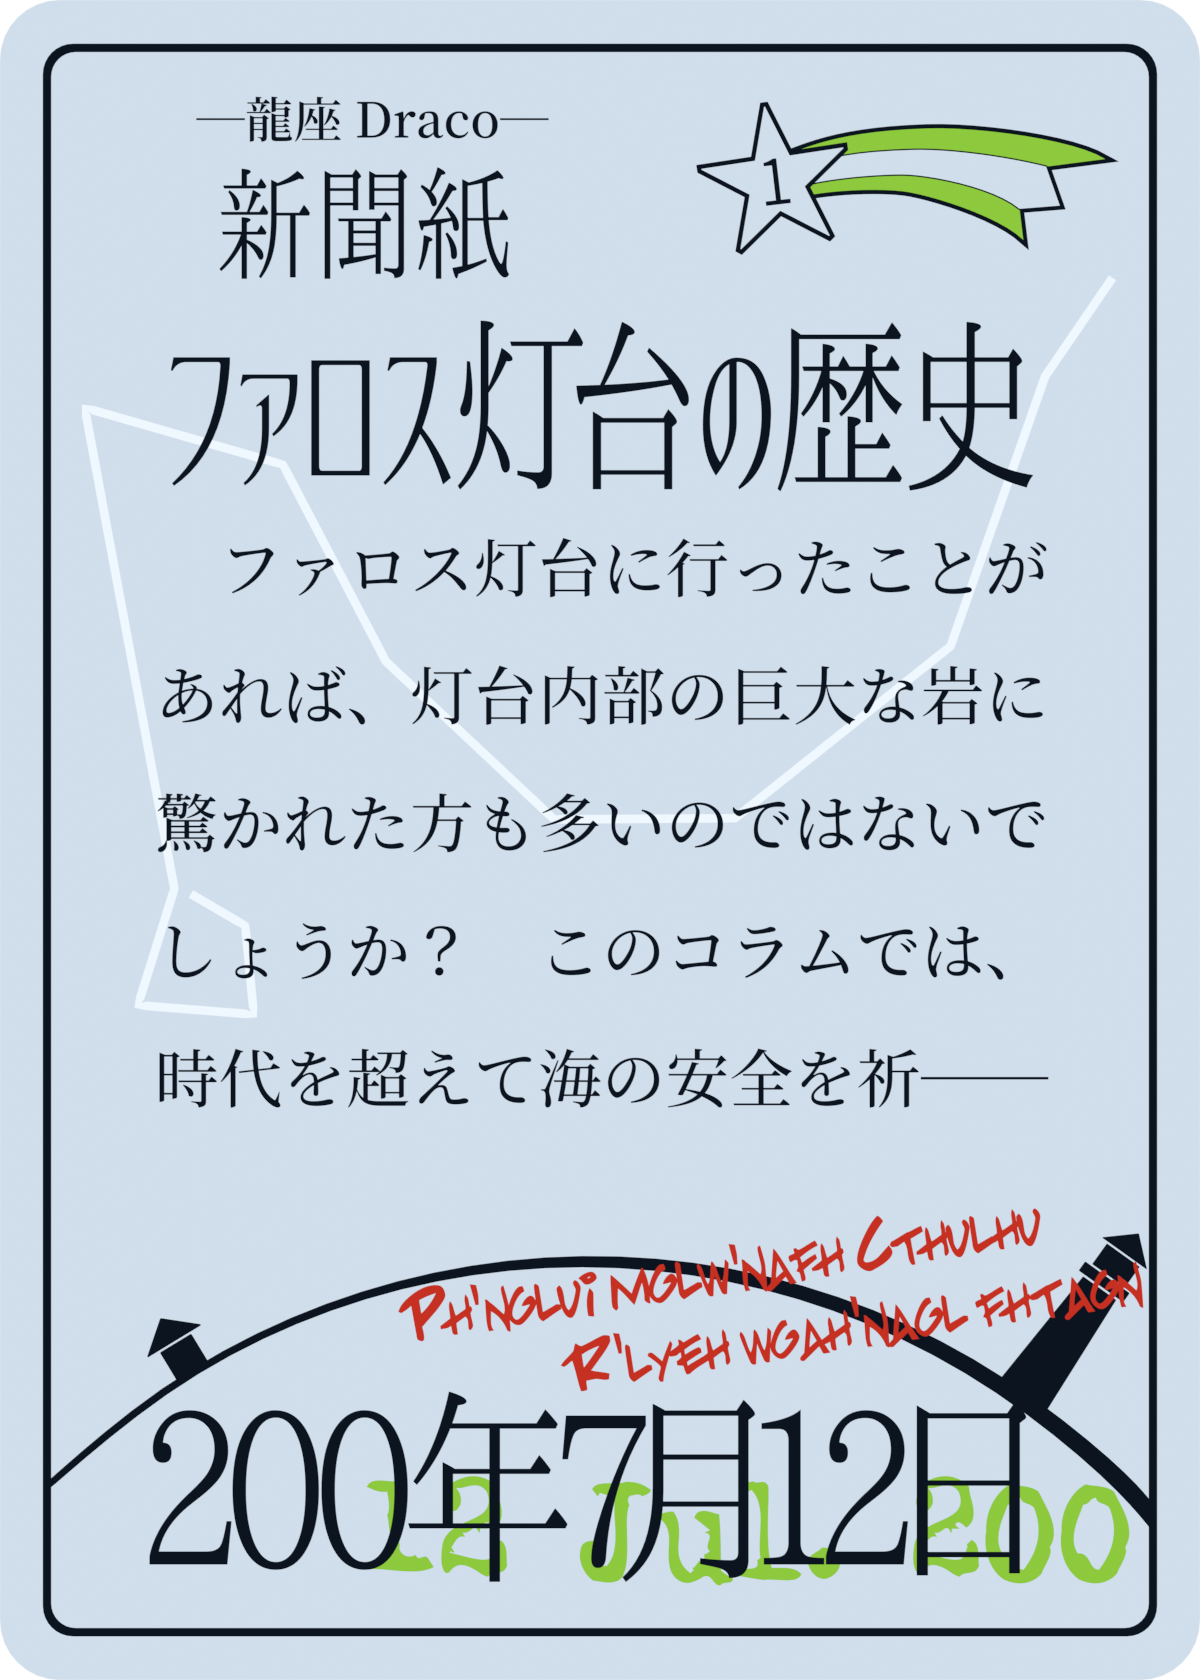 —龍座 Draco—
新聞紙
1
ファロス灯台の歴史
　ファロス灯台に行ったことが
あれば、灯台内部の巨大な岩に
驚かれた方も多いのではないで
しょうか？　このコラムでは、
時代を超えて海の安全を祈――
PH'NGLUI MGLW'NAFH CTHULHU
R'LYEH WGAH'NAGL FHTAGN
200年7月12日
12 Jul. 200